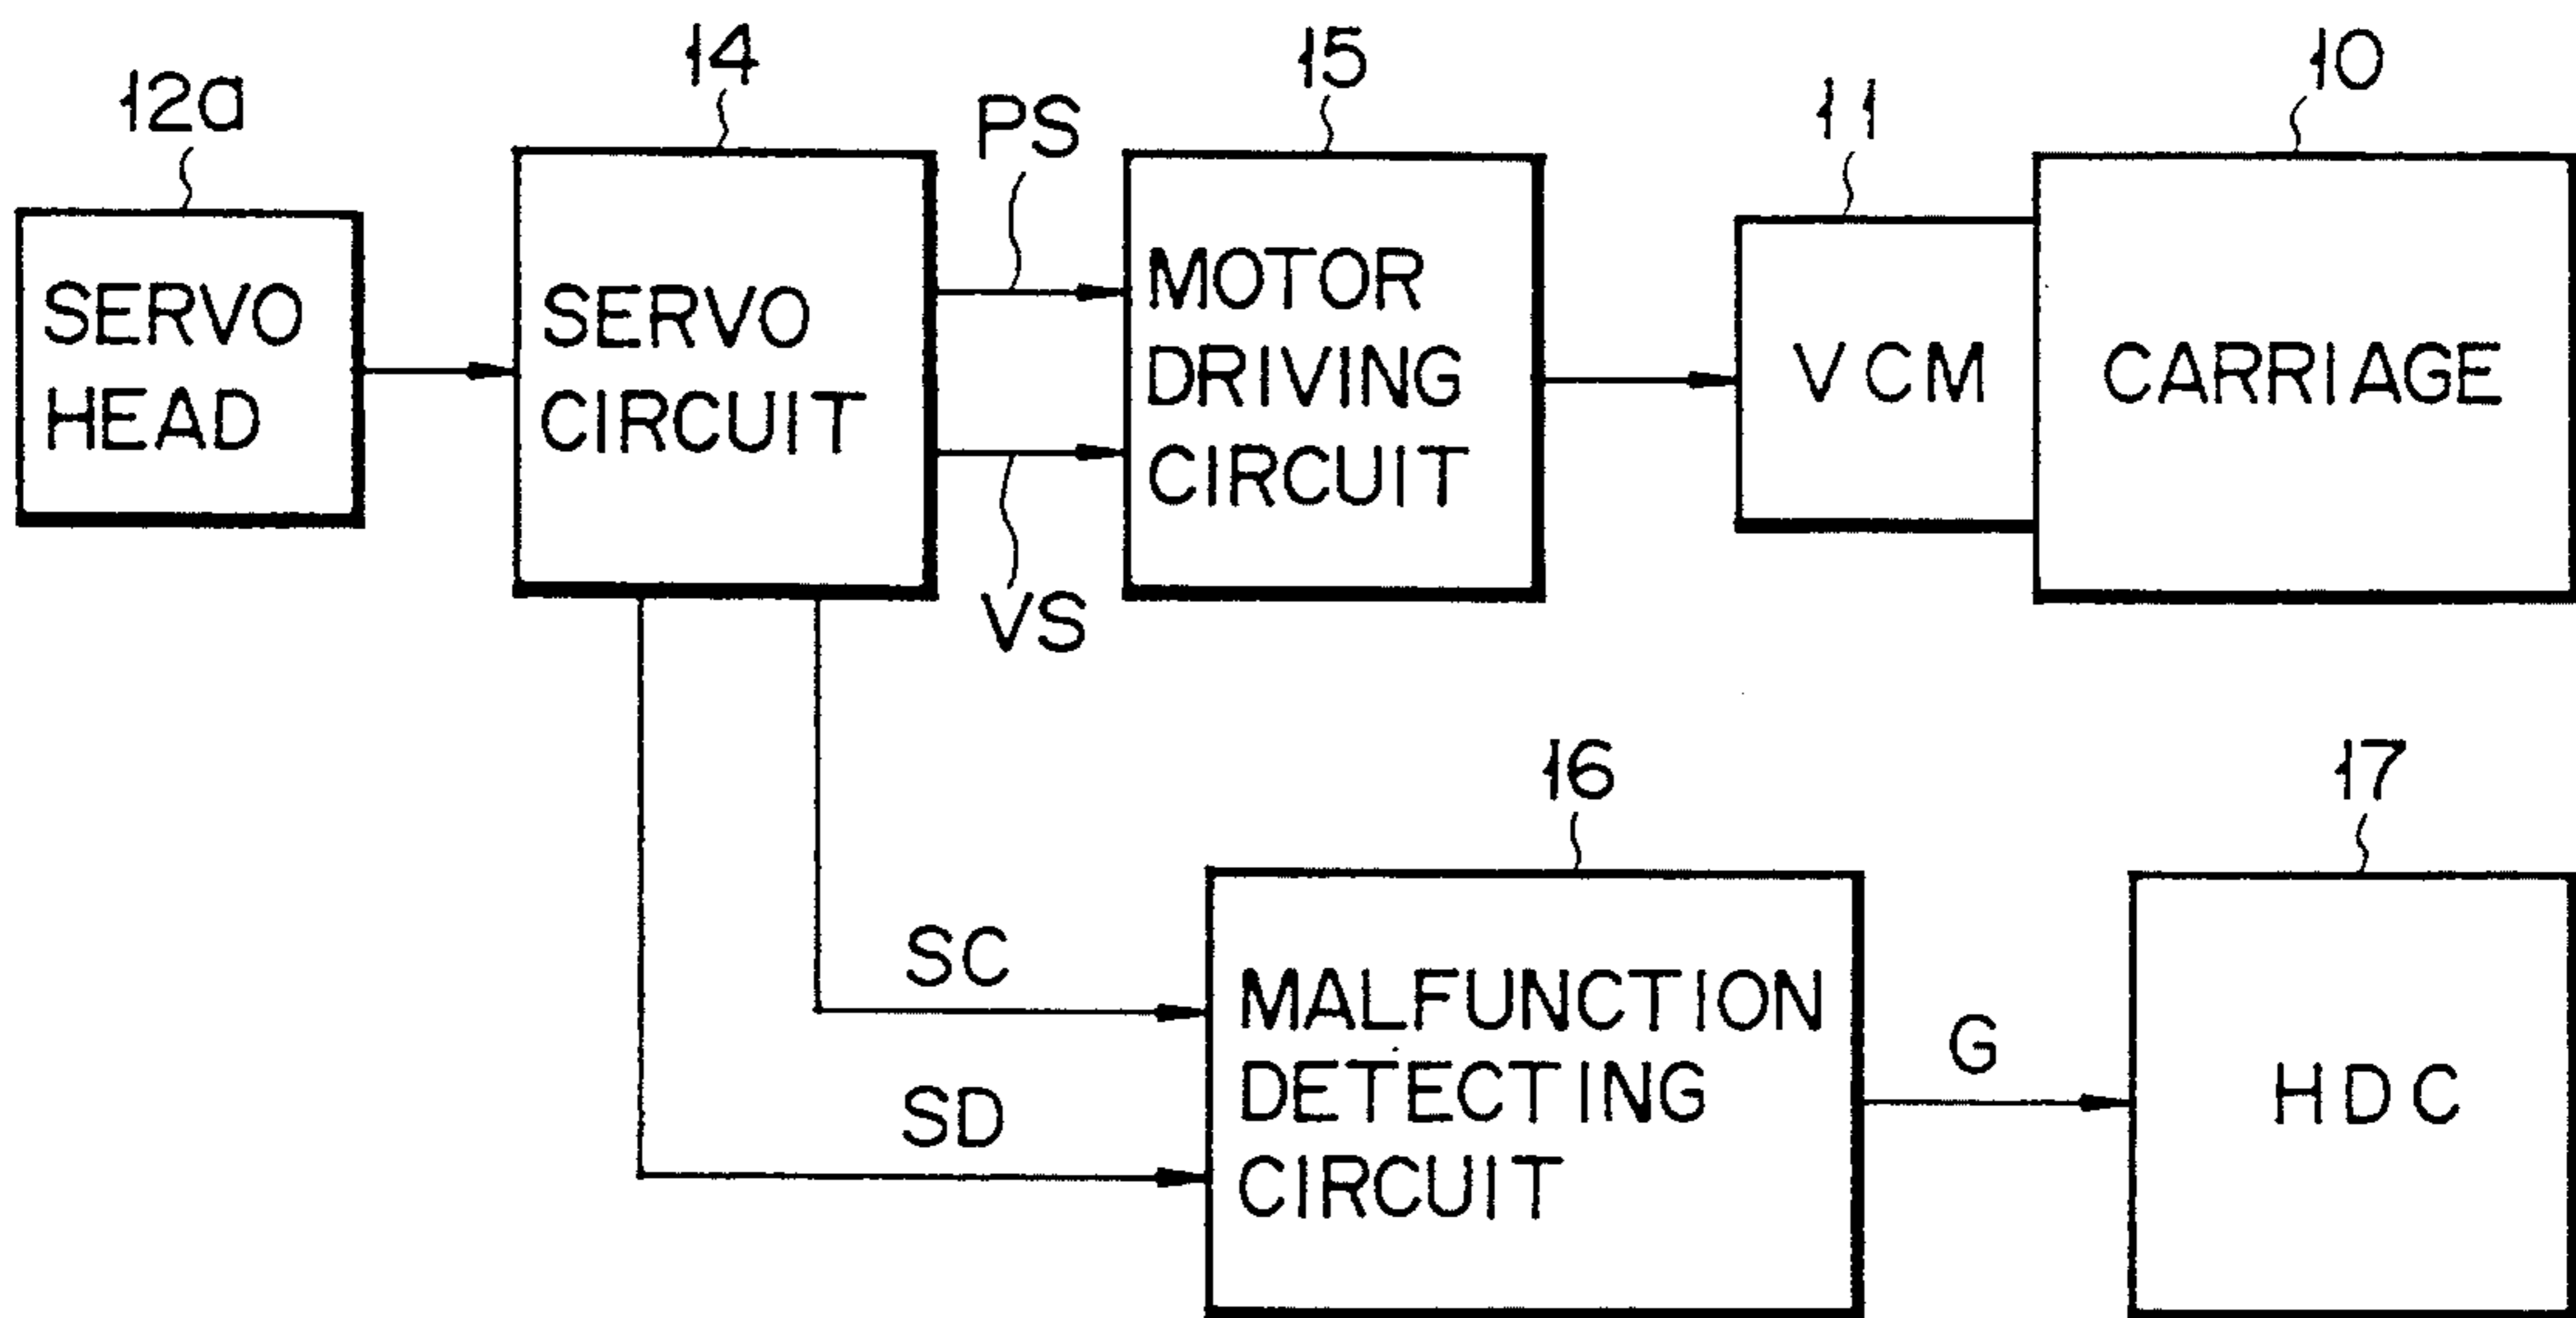 12a
14
15
11
10
PS
VS
SERVO
HEAD
SERVO
CIRCUIT
MOTOR
DRIVING
CIRCUIT
VCM
CARRIAGE
16
17
SC
SD
MALFUNCTION
DETECTING
CIRCUIT
G
HDC